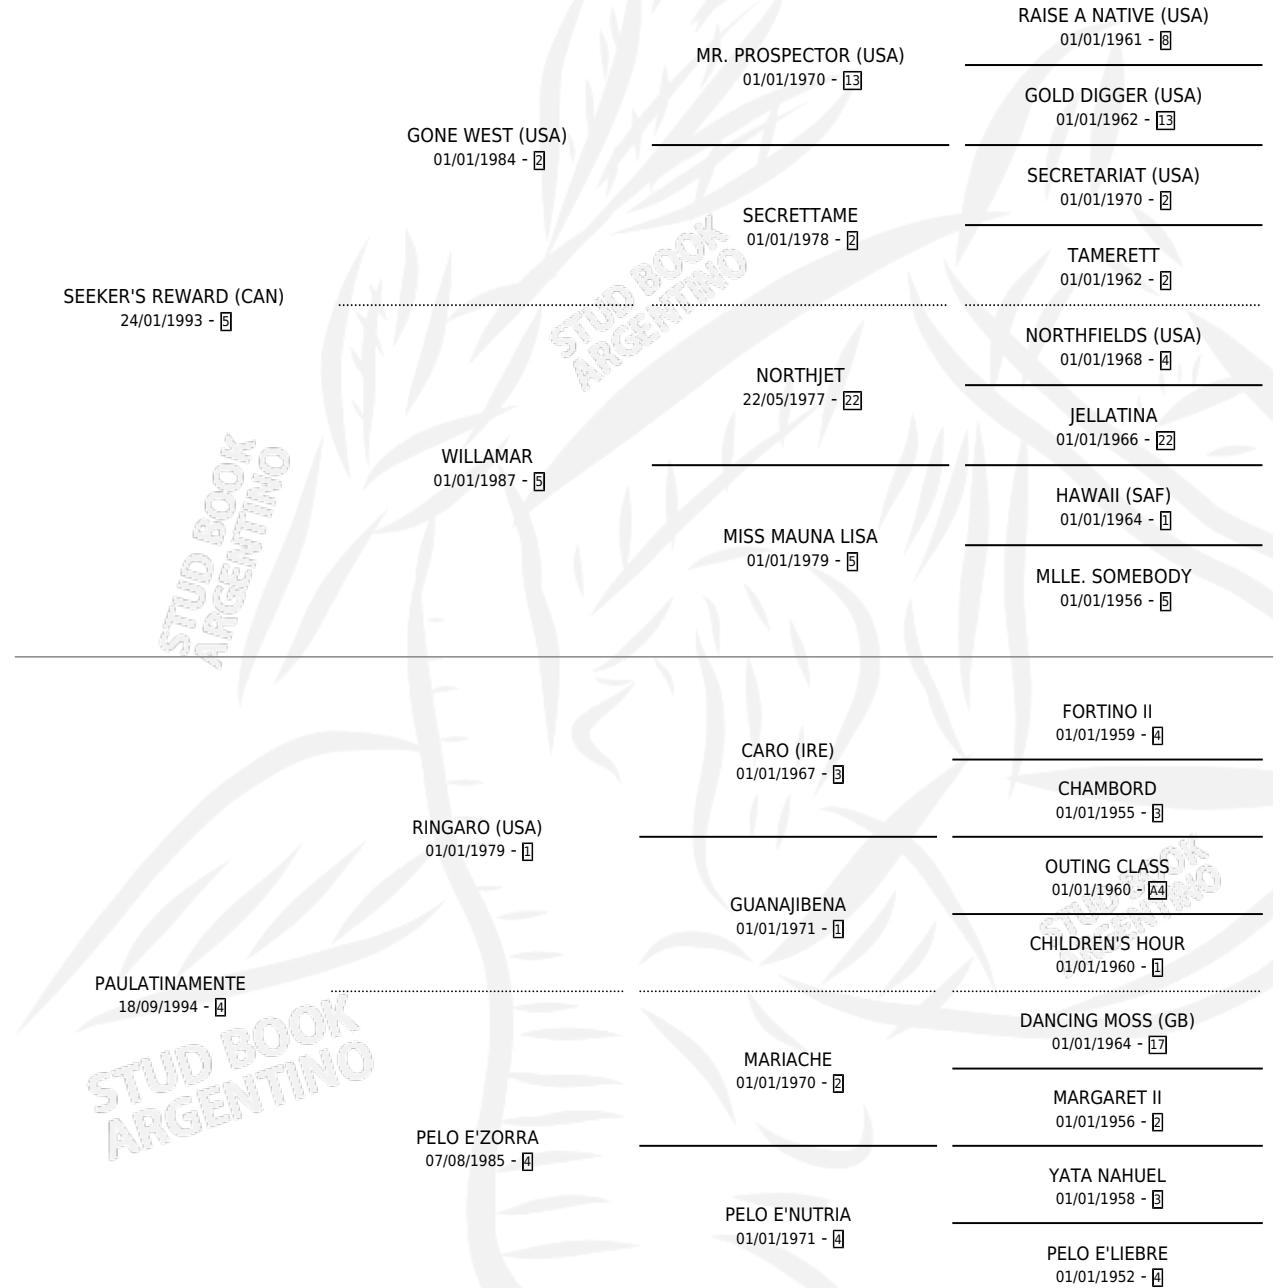 RAISE A NATIVE (USA)
01/01/1961 - 8
MR. PROSPECTOR (USA)
01/01/1970 - 13
GOLD DIGGER (USA)
01/01/1962 - 13
GONE WEST (USA)
01/01/1984 - 2
SECRETARIAT (USA)
01/01/1970 - 2
SECRETTAME
01/01/1978 - 2
TAMERETT
01/01/1962 - 2
SEEKER'S REWARD (CAN)
24/01/1993 - 5
NORTHFIELDS (USA)
01/01/1968 - 4
NORTHJET
22/05/1977 - 22
JELLATINA
01/01/1966 - 22
WILLAMAR
01/01/1987 - 5
HAWAII (SAF)
01/01/1964 - 1
MISS MAUNA LISA
01/01/1979 - 5
MLLE. SOMEBODY
01/01/1956 - 5
FORTINO II
01/01/1959 - 4
CARO (IRE)
01/01/1967 - 3
CHAMBORD
01/01/1955 - 3
RINGARO (USA)
01/01/1979 - 1
OUTING CLASS
01/01/1960 - A4
GUANAJIBENA
01/01/1971 - 1
CHILDREN'S HOUR
01/01/1960 - 1
PAULATINAMENTE
18/09/1994 - 4
DANCING MOSS (GB)
01/01/1964 - 17
MARIACHE
01/01/1970 - 2
MARGARET II
01/01/1956 - 2
PELO E'ZORRA
07/08/1985 - 4
YATA NAHUEL
01/01/1958 - 3
PELO E'NUTRIA
01/01/1971 - 4
PELO E'LIEBRE
01/01/1952 - 4
STUD BOOK
ARGENTINO
STUD BOOK
ARGENTINO
STUD BOOK
ARGENTINO
STUD BOOK
ARGENTINO